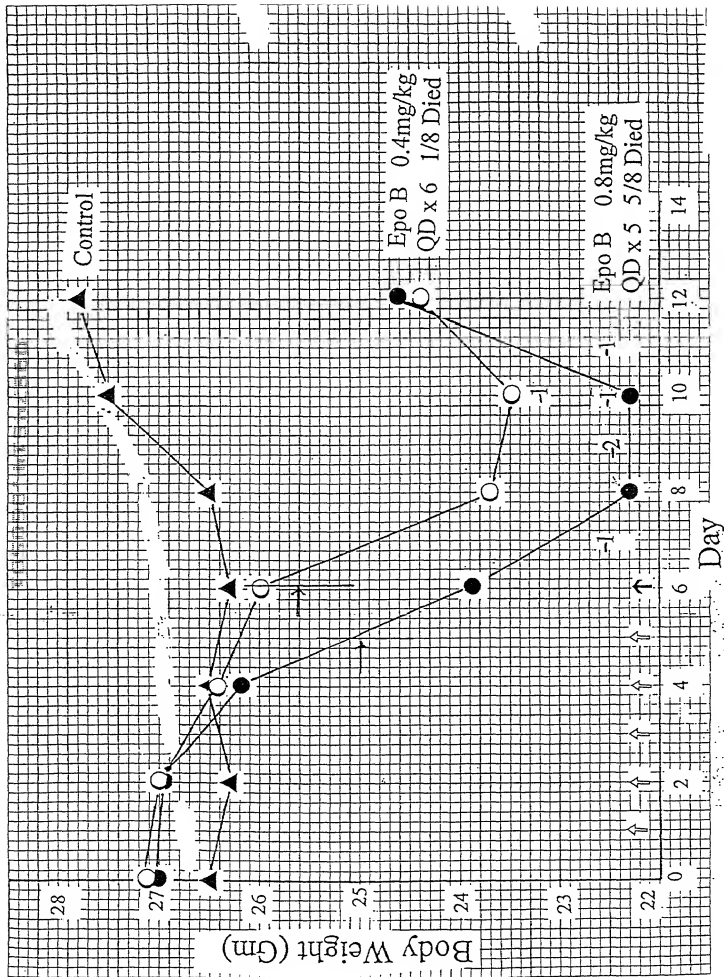 Control
Epo B 0.4mg/kg
QD x 6 1/8 Died
Epo B 0.8mg/kg
QD x 5 5/8 Died
-1
-1
-2
-1
-1
28
27
26
25
24
23
22
Body Weight (Gm)
0
2
4
6
8
10
12
14
Day